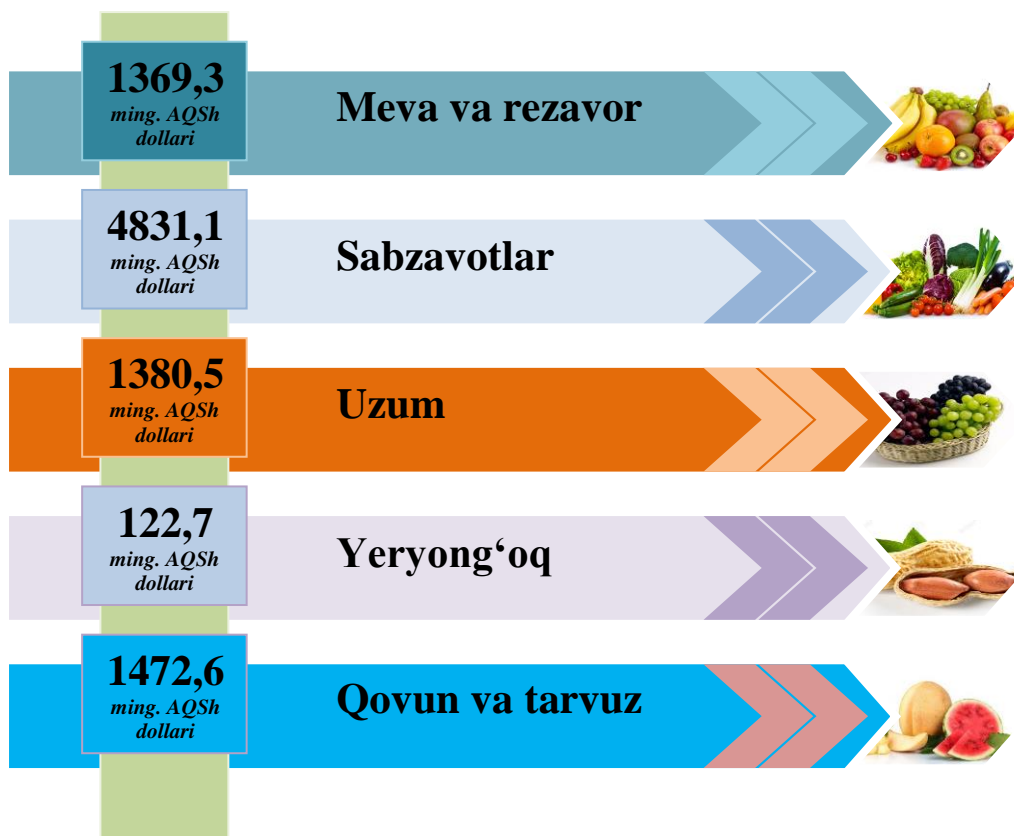 1369,3
ming. AQSh
dollari
Meva va rezavor
4831,1
ming. AQSh
dollari
Sabzavotlar
1380,5
ming. AQSh
dollari
Uzum
122,7
ming. AQSh
dollari
Yeryong‘oq
1472,6
ming. AQSh
dollari
Qovun va tarvuz